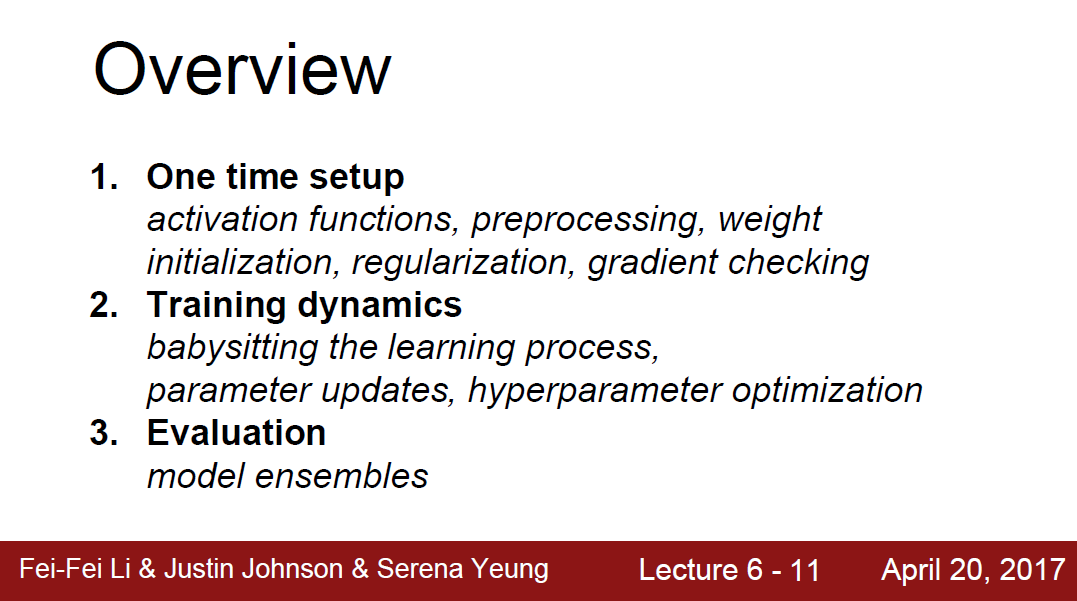 Overview
1. One time setup
activation functions, preprocessing, weight
initialization, regularization, gradient checking
2. Training dynamics
babysitting the learning process,
parameter updates, hyperparameter optimization
3. Evaluation
model ensembles
Fei-Fei Li & Justin Johnson & Serena Yeung Lecture 6 - 11 April 20, 2017